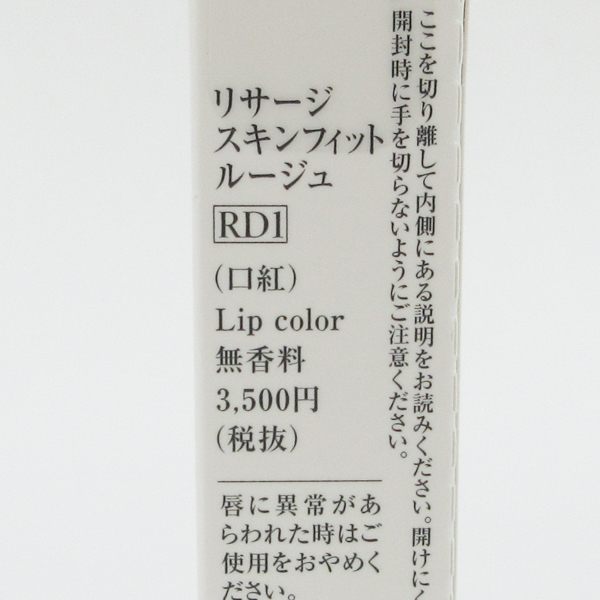 リサージ
スキンフィット
ルージュ
RD1
(口紅)
Lip color
無香料
3,500円
(税抜)
唇に異常があ
らわれた時はご
使用をおやめく
ださい。
ここを切り離して内側にある説明をお読みください。開けにく
開封時に手を切らないようにご注意ください。